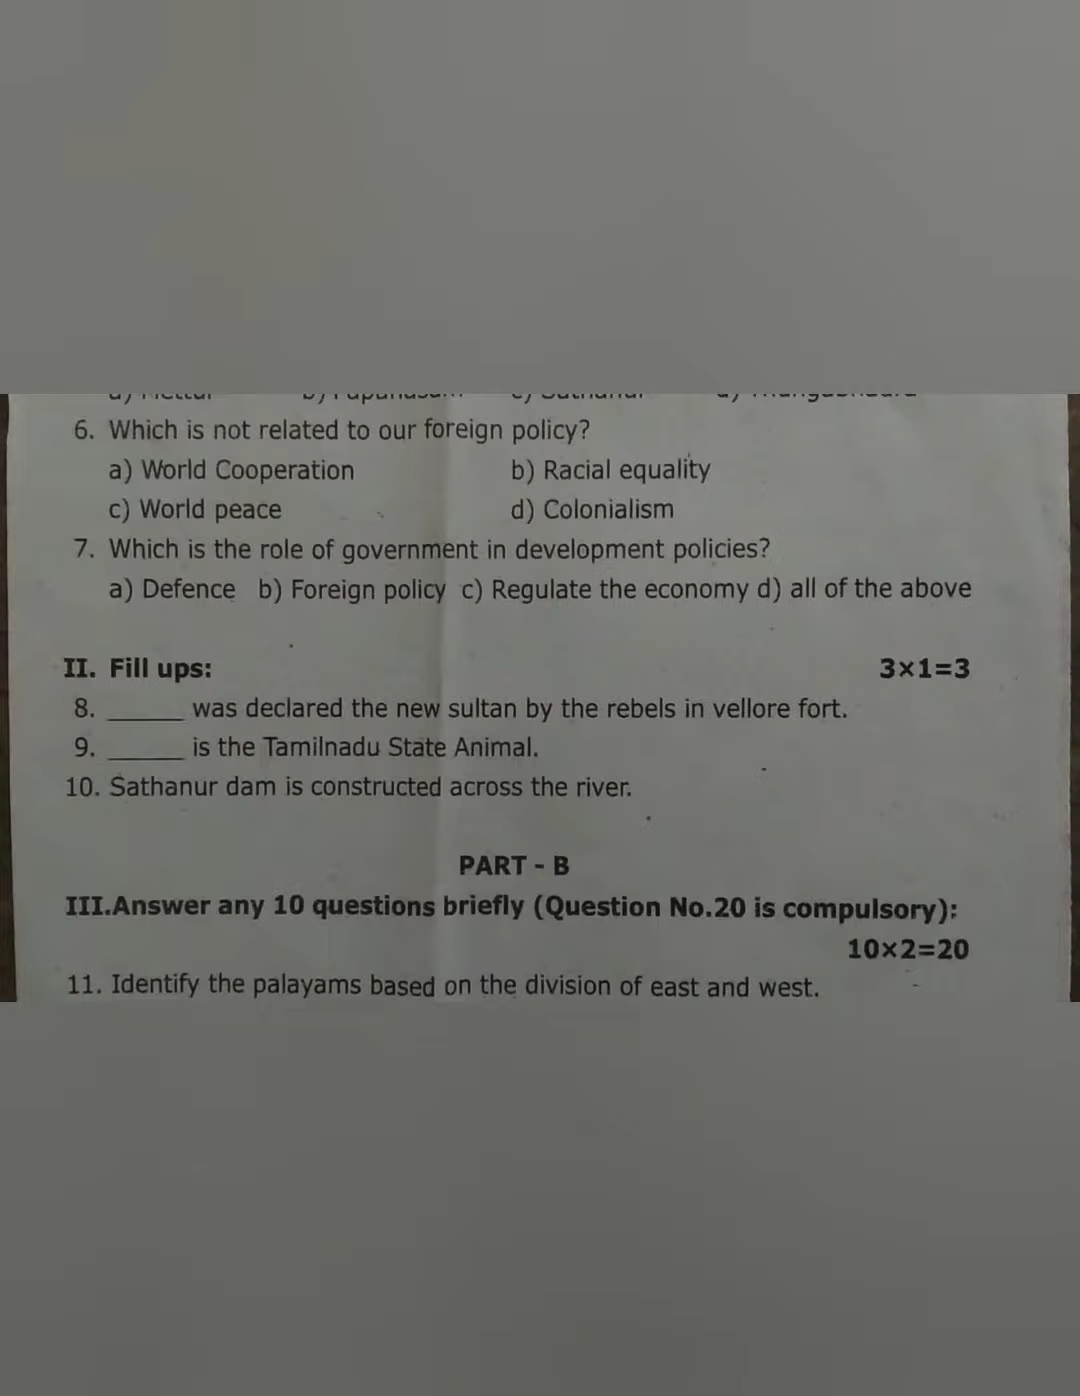 6. Which is not related to our foreign policy?
a) World Cooperation b) Racial equality
c) World peace d) Colonialism
7. Which is the role of government in development policies?
a) Defence b) Foreign policy c) Regulate the economy d) all of the above
II. Fill ups: 3×1=3
8. ______ was declared the new sultan by the rebels in vellore fort.
9. ______ is the Tamilnadu State Animal.
10. Sathanur dam is constructed across the river.
PART - B
III.Answer any 10 questions briefly (Question No.20 is compulsory):
10×2=20
11. Identify the palayams based on the division of east and west.